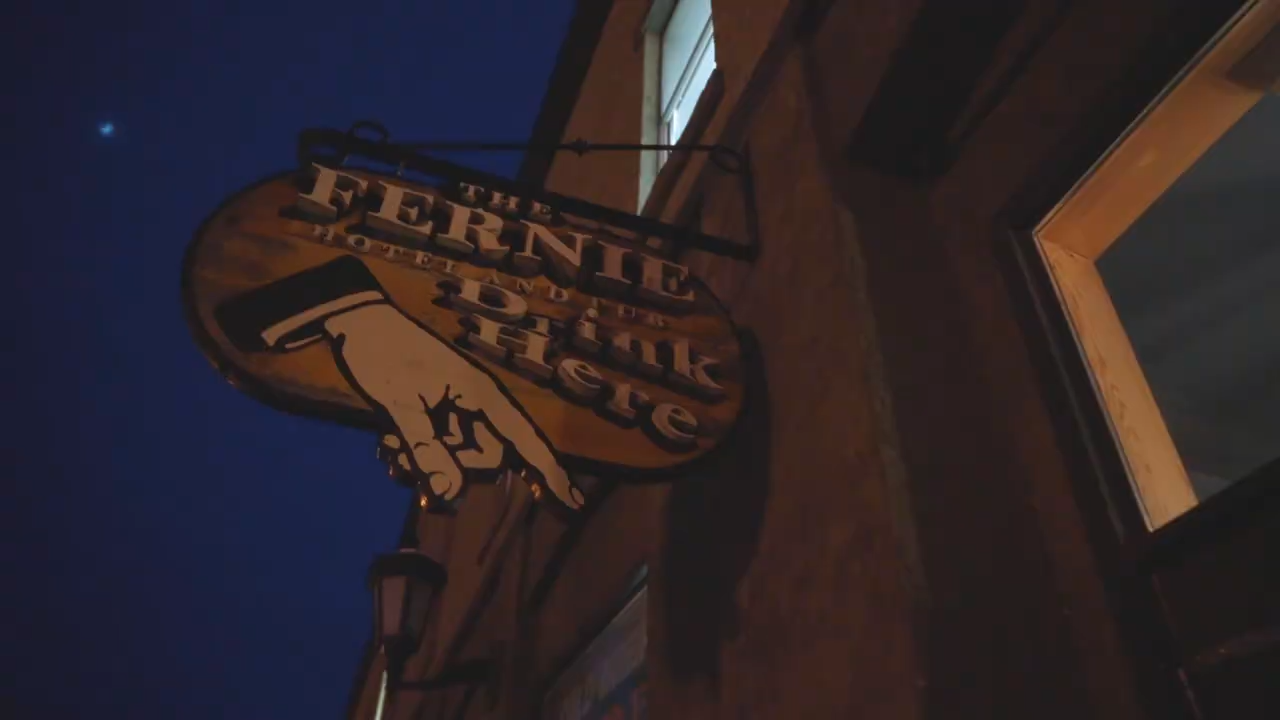 THE
FERNIE
HOTEL AND PUB
Drink
Here